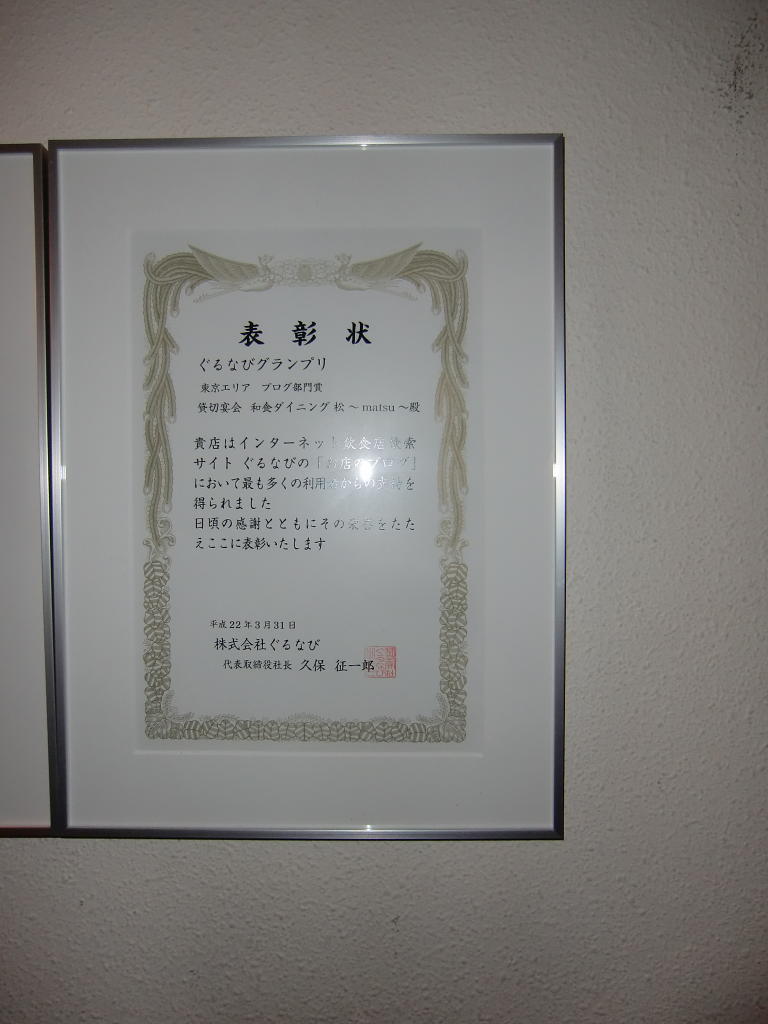 表彰状
ぐるなびグランプリ
東京エリア ブログ部門賞
貸切宴会 和食ダイニング 松 ～ matsu ～殿
貴店はインターネット飲食店検索
サイト ぐるなびの「お店のブログ」
において最も多くの利用者からの支持を
得られました
日頃の感謝とともにその栄誉をたた
えここに表彰いたします
平成 22 年 3 月 31 日
株式会社ぐるなび
代表取締役社長 久保 征一郎